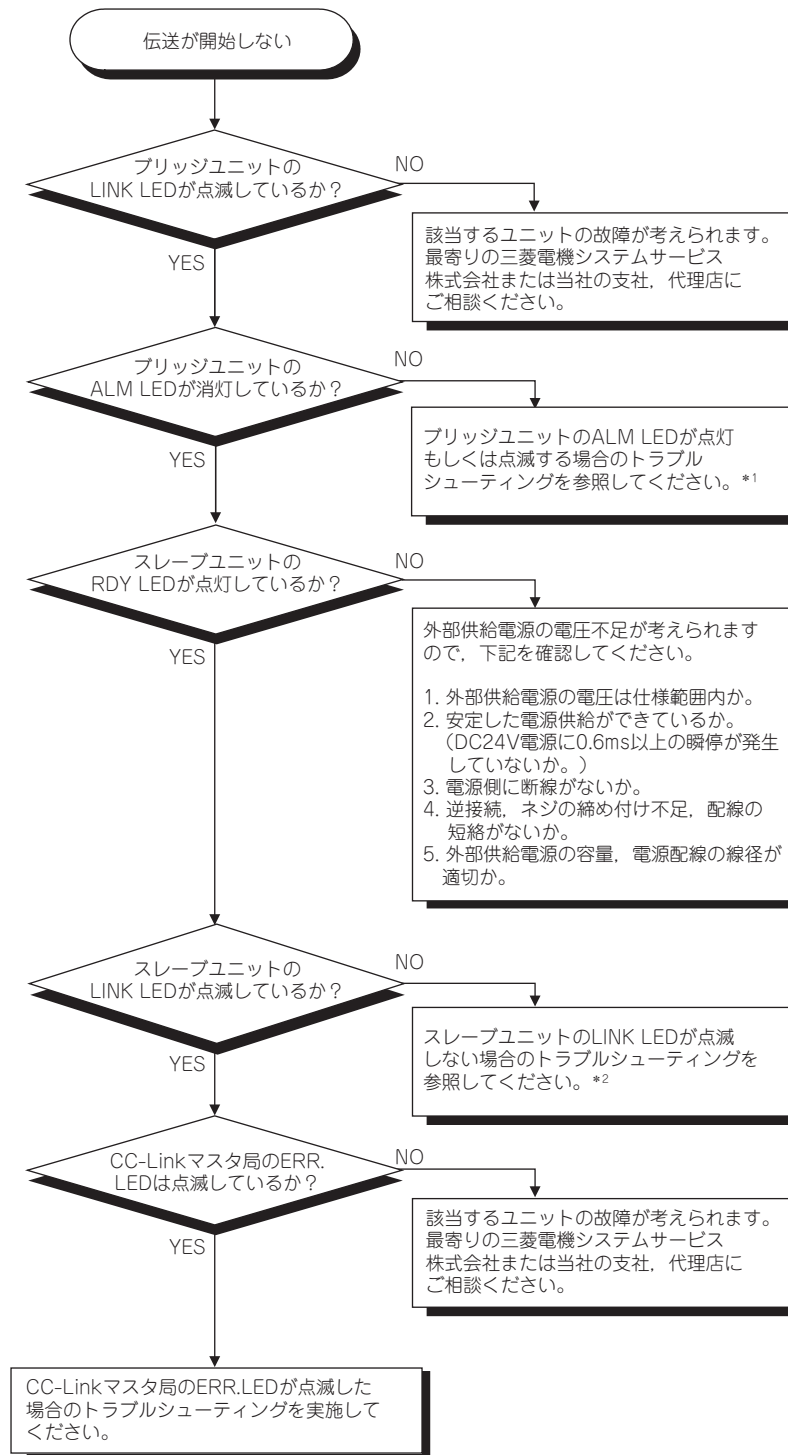 伝送が開始しない
ブリッジユニットの
LINK LEDが点滅しているか？
NO
YES
該当するユニットの故障が考えられます。
最寄りの三菱電機システムサービス
株式会社または当社の支社，代理店に
ご相談ください。
ブリッジユニットの
ALM LEDが消灯しているか？
NO
YES
ブリッジユニットのALM LEDが点灯
もしくは点滅する場合のトラブル
シューティングを参照してください。*1
スレーブユニットの
RDY LEDが点灯しているか？
NO
YES
外部供給電源の電圧不足が考えられます
ので，下記を確認してください。
1. 外部供給電源の電圧は仕様範囲内か。
2. 安定した電源供給ができているか。
（DC24V電源に0.6ms以上の瞬停が発生
していないか。）
3. 電源側に断線がないか。
4. 逆接続，ネジの締め付け不足，配線の
短絡がないか。
5. 外部供給電源の容量，電源配線の線径が
適切か。
スレーブユニットの
LINK LEDが点滅しているか？
NO
YES
スレーブユニットのLINK LEDが点滅
しない場合のトラブルシューティングを
参照してください。*2
CC-Linkマスタ局のERR.
LEDは点滅しているか？
NO
YES
該当するユニットの故障が考えられます。
最寄りの三菱電機システムサービス
株式会社または当社の支社，代理店に
ご相談ください。
CC-Linkマスタ局のERR.LEDが点滅した
場合のトラブルシューティングを実施して
ください。